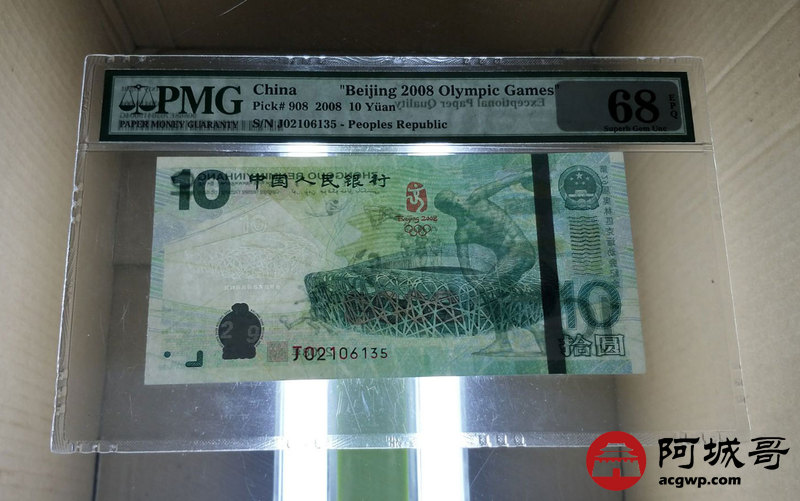 PMG
PAPER MONEY GUARANTY
China "Beijing 2008 Olympic Games"
Pick# 908 2008 10 Yüan
S/N J02106135 - Peoples Republic
Exceptional Paper Quality
68
EPQ
Superb Gem Unc
10
中国人民银行
Beijing 2008
29
J02106135
10
拾圆
阿城哥
acgwp.com